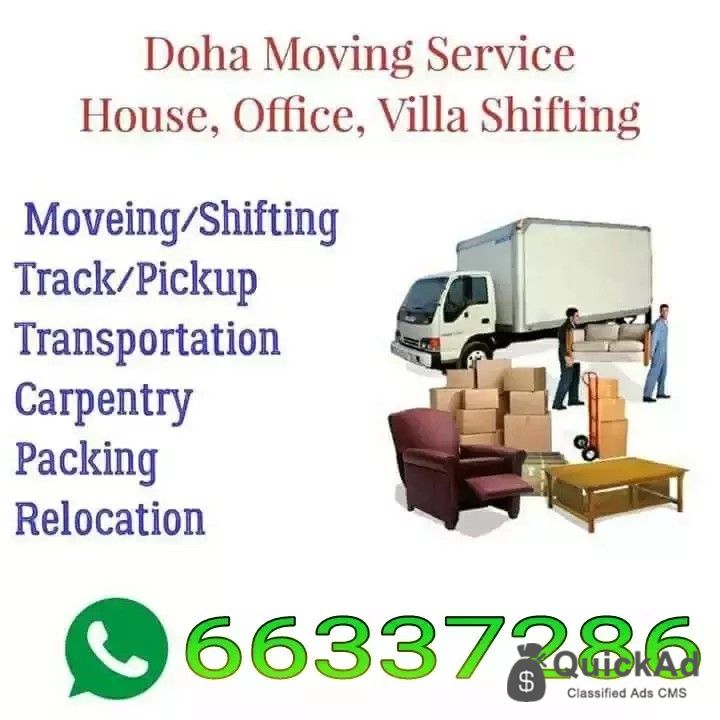 Doha Moving Service
House, Office, Villa Shifting
Moveing/Shifting
Track/Pickup
Transportation
Carpentry
Packing
Relocation
66337286
$ QuickAd
Classified Ads CMS